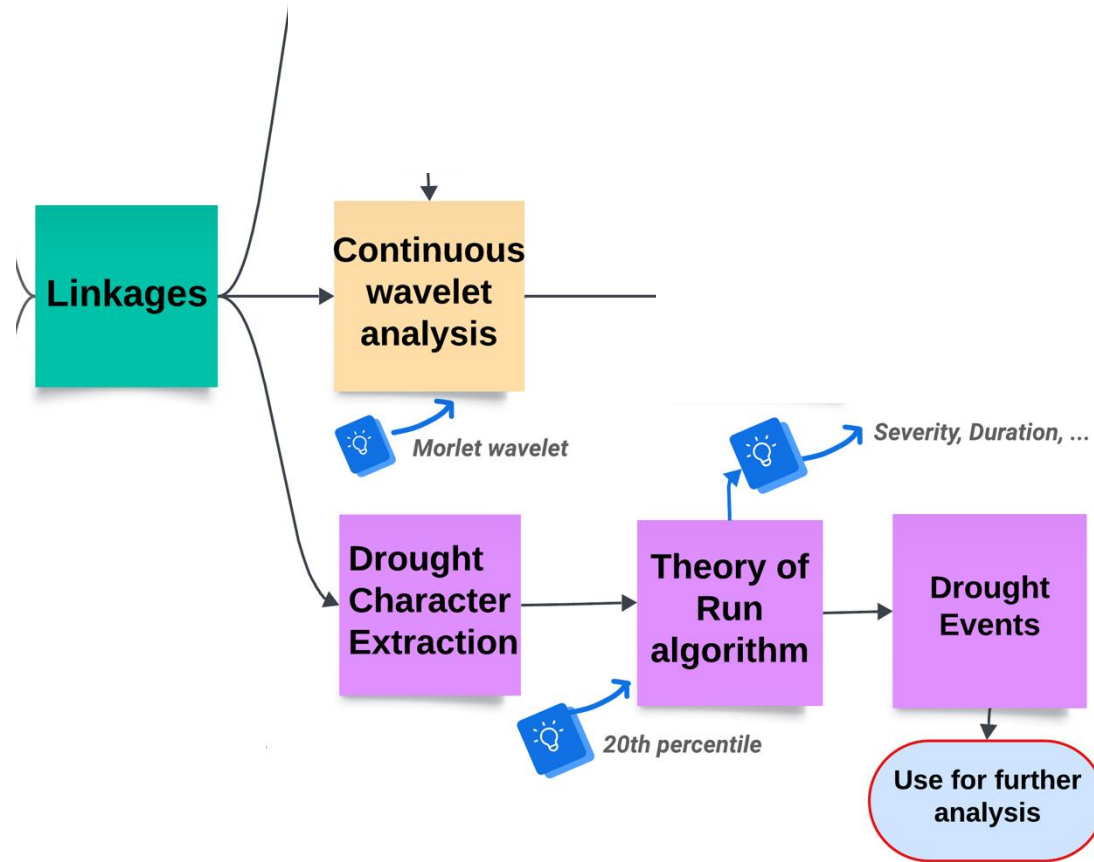 Linkages
Continuous
wavelet
analysis
Morlet wavelet
Severity, Duration, ...
Drought
Character
Extraction
Theory of
Run
algorithm
Drought
Events
20th percentile
Use for further
analysis